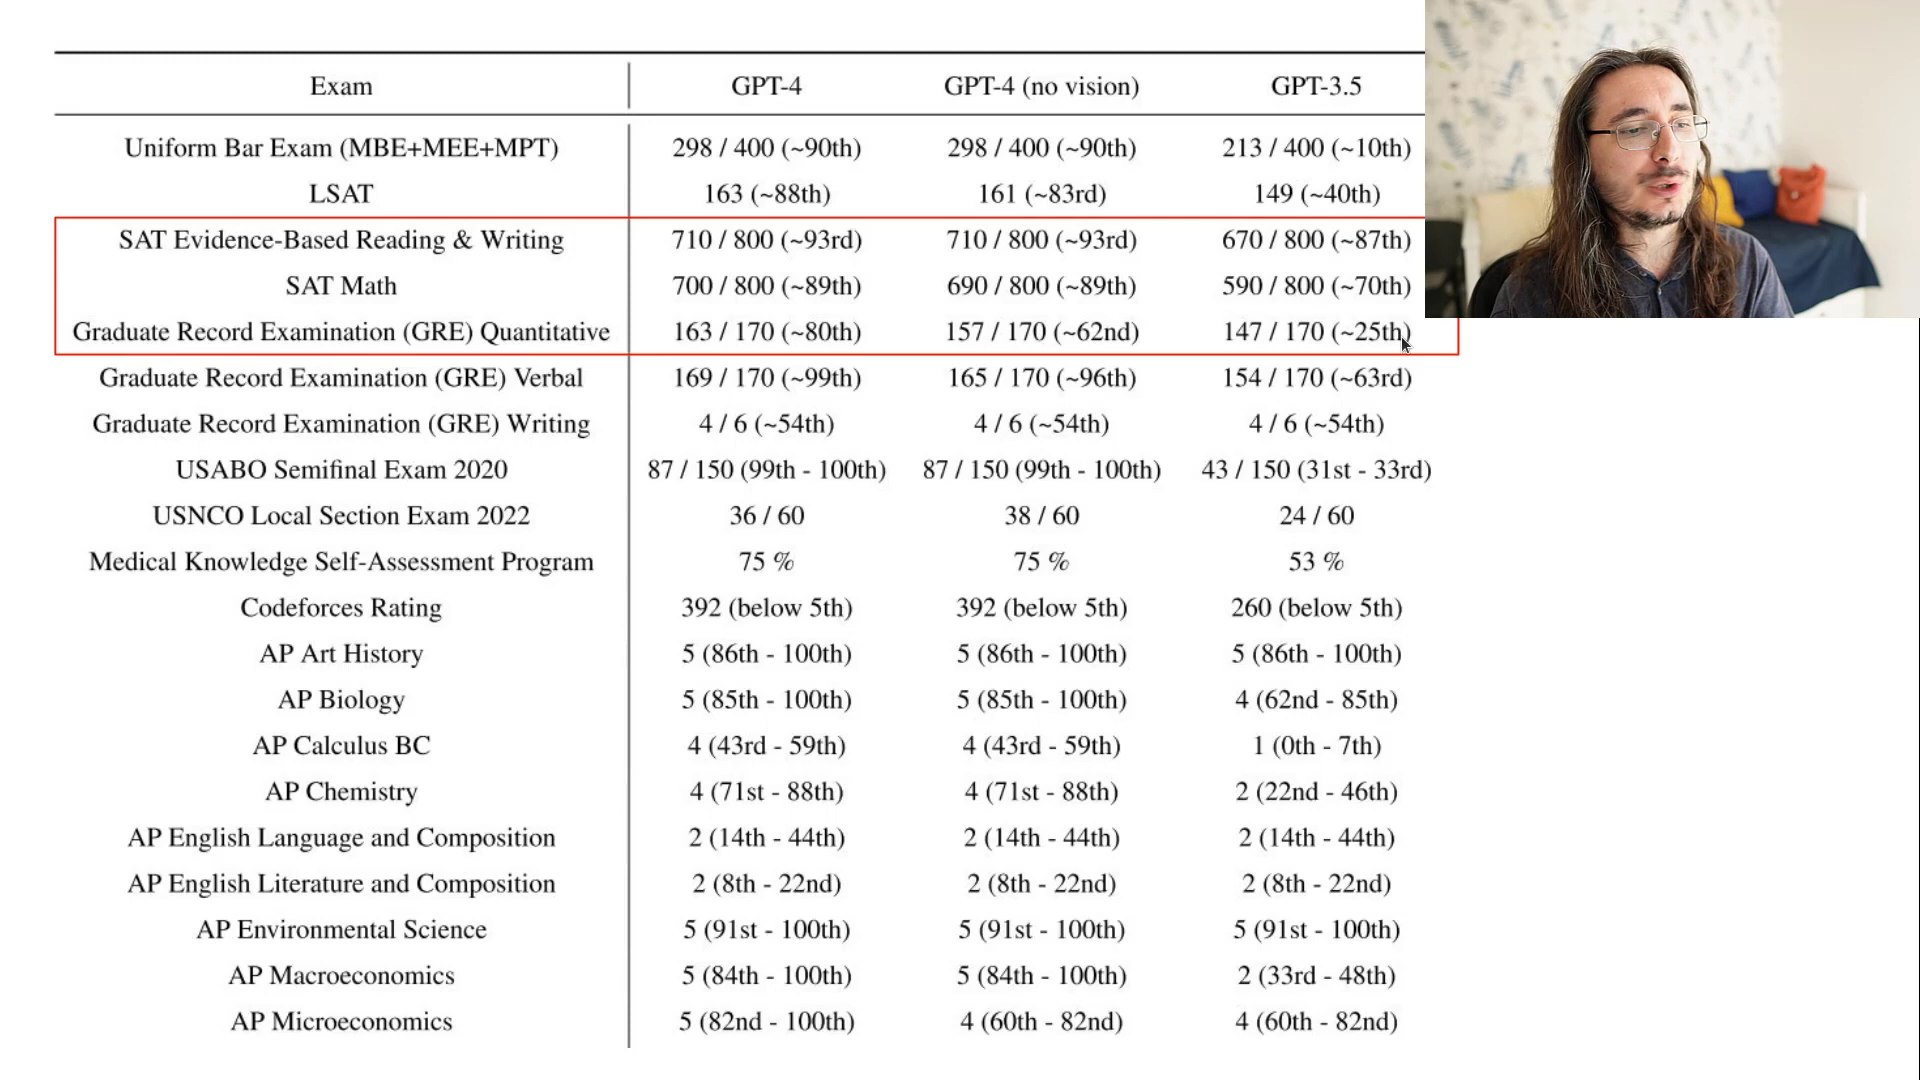 Exam GPT-4 GPT-4 (no vision) GPT-3.5
Uniform Bar Exam (MBE+MEE+MPT) 298 / 400 (~90th) 298 / 400 (~90th) 213 / 400 (~10th)
LSAT 163 (~88th) 161 (~83rd) 149 (~40th)
SAT Evidence-Based Reading & Writing 710 / 800 (~93rd) 710 / 800 (~93rd) 670 / 800 (~87th)
SAT Math 700 / 800 (~89th) 690 / 800 (~89th) 590 / 800 (~70th)
Graduate Record Examination (GRE) Quantitative 163 / 170 (~80th) 157 / 170 (~62nd) 147 / 170 (~25th)
Graduate Record Examination (GRE) Verbal 169 / 170 (~99th) 165 / 170 (~96th) 154 / 170 (~63rd)
Graduate Record Examination (GRE) Writing 4 / 6 (~54th) 4 / 6 (~54th) 4 / 6 (~54th)
USABO Semifinal Exam 2020 87 / 150 (99th - 100th) 87 / 150 (99th - 100th) 43 / 150 (31st - 33rd)
USNCO Local Section Exam 2022 36 / 60 38 / 60 24 / 60
Medical Knowledge Self-Assessment Program 75 % 75 % 53 %
Codeforces Rating 392 (below 5th) 392 (below 5th) 260 (below 5th)
AP Art History 5 (86th - 100th) 5 (86th - 100th) 5 (86th - 100th)
AP Biology 5 (85th - 100th) 5 (85th - 100th) 4 (62nd - 85th)
AP Calculus BC 4 (43rd - 59th) 4 (43rd - 59th) 1 (0th - 7th)
AP Chemistry 4 (71st - 88th) 4 (71st - 88th) 2 (22nd - 46th)
AP English Language and Composition 2 (14th - 44th) 2 (14th - 44th) 2 (14th - 44th)
AP English Literature and Composition 2 (8th - 22nd) 2 (8th - 22nd) 2 (8th - 22nd)
AP Environmental Science 5 (91st - 100th) 5 (91st - 100th) 5 (91st - 100th)
AP Macroeconomics 5 (84th - 100th) 5 (84th - 100th) 2 (33rd - 48th)
AP Microeconomics 5 (82nd - 100th) 4 (60th - 82nd) 4 (60th - 82nd)